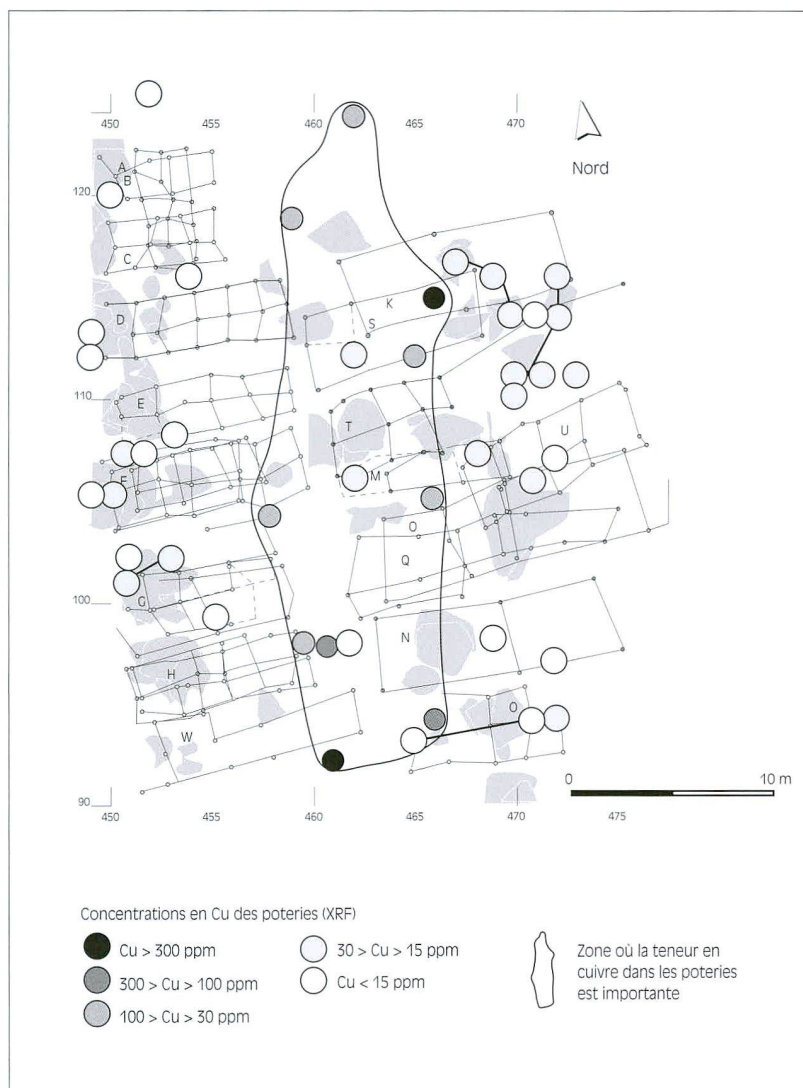 450 455 460 465 470
Nord
A
B
120
C
K
S
D
110
E
T
U
M
F
O
Q
100
G
N
H
O
W
0 10 m
90
450 455 460 465 470 475
Concentrations en Cu des poteries (XRF)
Cu > 300 ppm
300 > Cu > 100 ppm
100 > Cu > 30 ppm
30 > Cu > 15 ppm
Cu < 15 ppm
Zone où la teneur en
cuivre dans les poteries
est importante